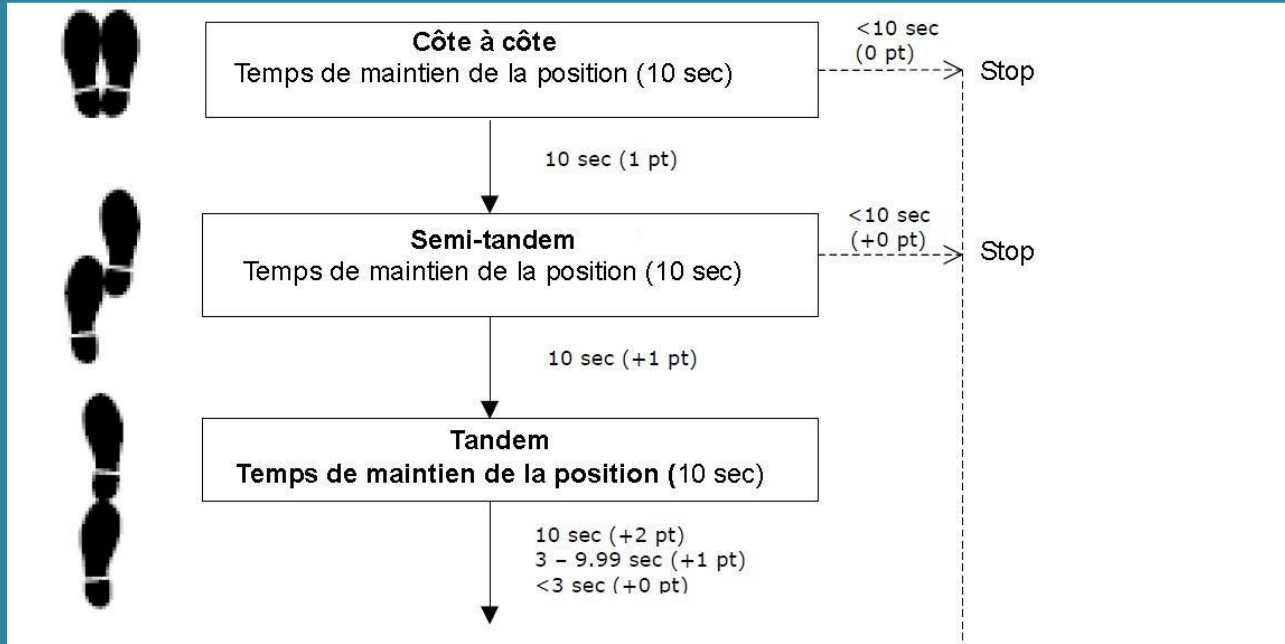 Côte à côte
Temps de maintien de la position (10 sec)
<10 sec
(0 pt)
Stop
10 sec (1 pt)
Semi-tandem
Temps de maintien de la position (10 sec)
<10 sec
(+0 pt)
Stop
10 sec (+1 pt)
Tandem
Temps de maintien de la position (10 sec)
10 sec (+2 pt)
3 – 9.99 sec (+1 pt)
<3 sec (+0 pt)